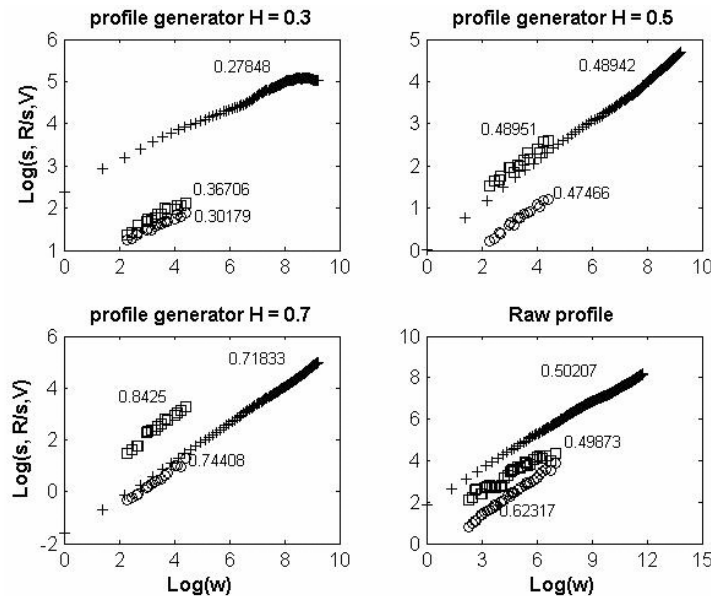 profile generator H = 0.3
6
5
4
3
2
1
0 2 4 6 8 10
Log(s, R/s,V)
0.27848
0.36706
0.30179
profile generator H = 0.5
5
4
3
2
1
0
0 2 4 6 8 10
0.48942
0.48951
0.47466
profile generator H = 0.7
6
4
2
0
-2
0 2 4 6 8 10
Log(s, R/s,V)
Log(w)
0.71833
0.8425
0.74408
Raw profile
10
8
6
4
2
0
0 3 6 9 12 15
Log(w)
0.50207
0.49873
0.62317